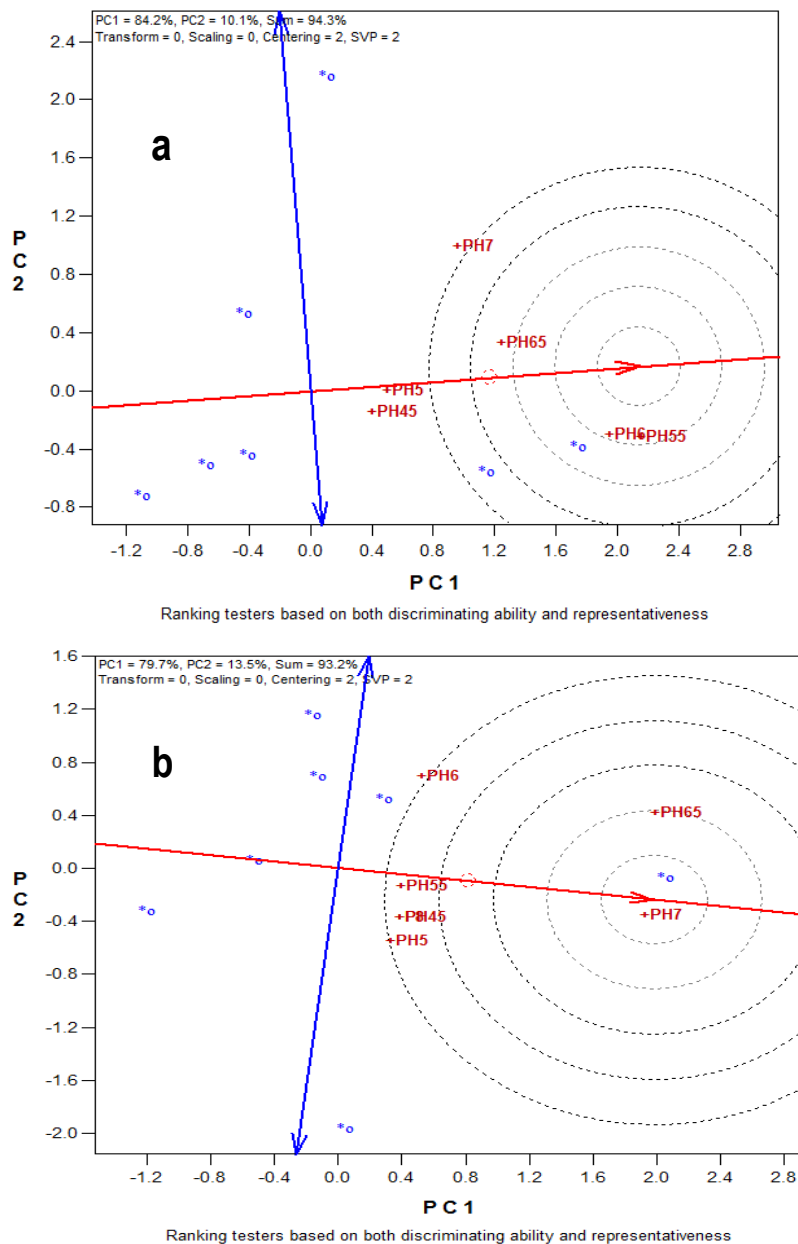 PC1 = 84.2%, PC2 = 10.1%, Sum = 94.3%
Transform = 0, Scaling = 0, Centering = 2, SVP = 2
2.4
2.0
1.6
1.2
0.8
0.4
0.0
-0.4
-0.8
P
C
2
a
*o
*o
*o
*o
*o
*o
*o
+PH7
+PH65
+PH5
+PH45
+PH6
+PH55
-1.2 -0.8 -0.4 0.0 0.4 0.8 1.2 1.6 2.0 2.4 2.8
P C 1
Ranking testers based on both discriminating ability and representativeness
PC1 = 79.7%, PC2 = 13.5%, Sum = 93.2%
Transform = 0, Scaling = 0, Centering = 2, SVP = 2
1.6
1.2
0.8
0.4
0.0
-0.4
-0.8
-1.2
-1.6
-2.0
P
C
2
b
*o
*o
*o
*o
*o
*o
*o
+PH6
+PH65
+PH55
+PH7
+PH5
-1.2 -0.8 -0.4 0.0 0.4 0.8 1.2 1.6 2.0 2.4 2.8
P C 1
Ranking testers based on both discriminating ability and representativeness